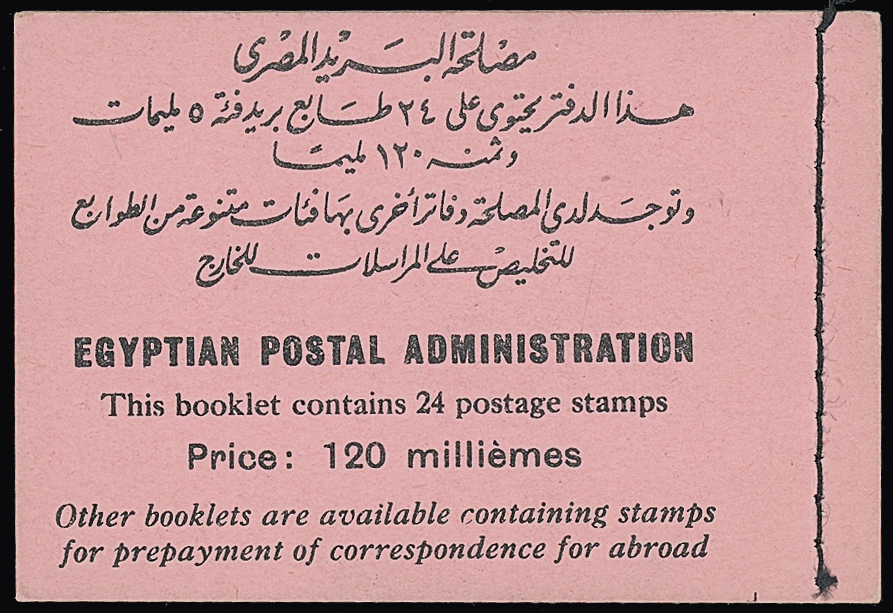 مصلحة البريد المصرى
هذا الدفتر يحتوى على ٢٤ طابع بريد فئة ٥ مليمات
وثمنه ١٢٠ مليما
وتوجد لدى المصلحة دفاتر أخرى بها فئات متنوعة من الطوابع
للتخليص على المراسلات للخارج
EGYPTIAN POSTAL ADMINISTRATION
This booklet contains 24 postage stamps
Price: 120 millièmes
Other booklets are available containing stamps
for prepayment of correspondence for abroad